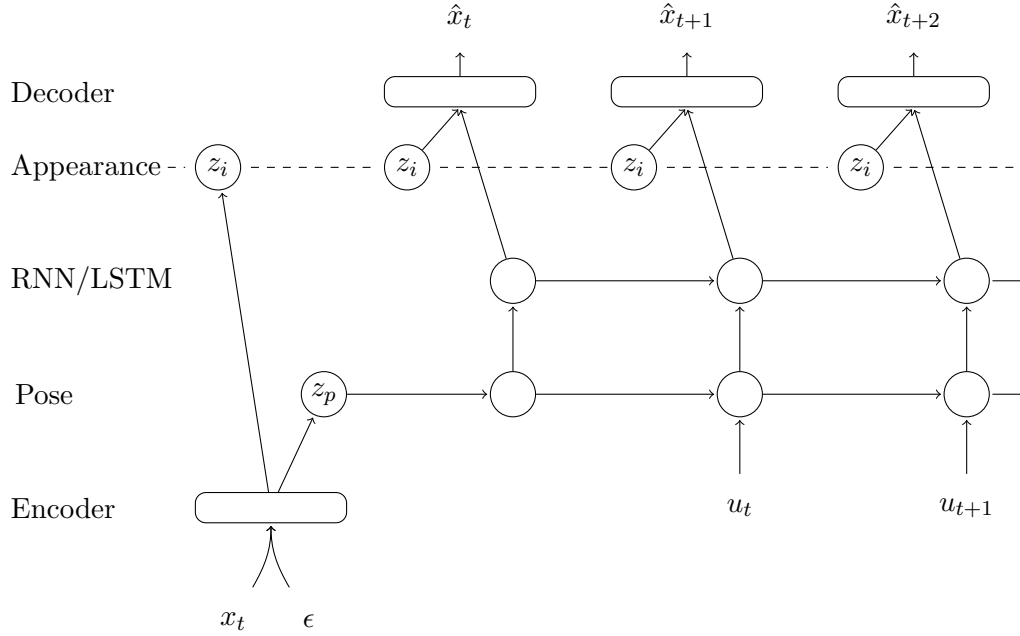 x̂_t x̂_{t+1} x̂_{t+2}
Decoder
Appearance z_i z_i z_i z_i
RNN/LSTM
Pose z_p
Encoder u_t u_{t+1}
x_t ϵ